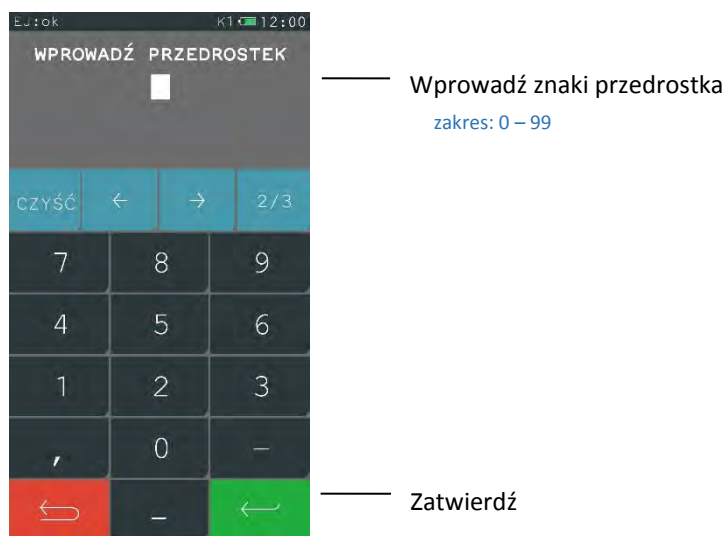 EJ:ok K1 12:00
WPROWADŹ PRZEDROSTEK
Wprowadź znaki przedrostka
zakres: 0 – 99
CZYŚĆ ← → 2/3
7 8 9
4 5 6
1 2 3
, 0 –
_
Zatwierdź